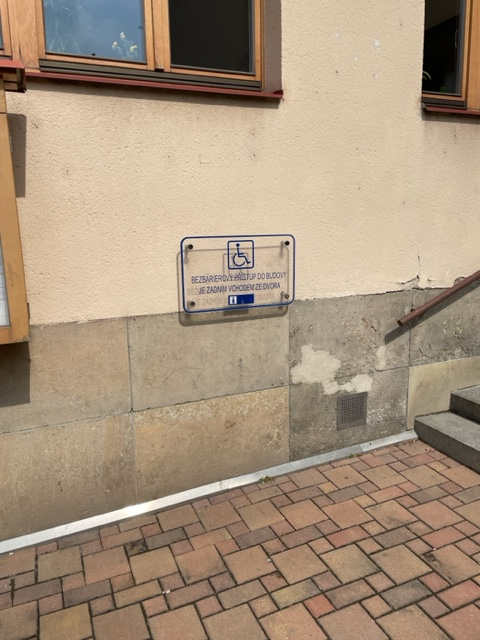 BEZBARIÉROVÝ PŘÍSTUP DO BUDOVY
JE ZADNÍM VCHODEM ZE DVORA
i